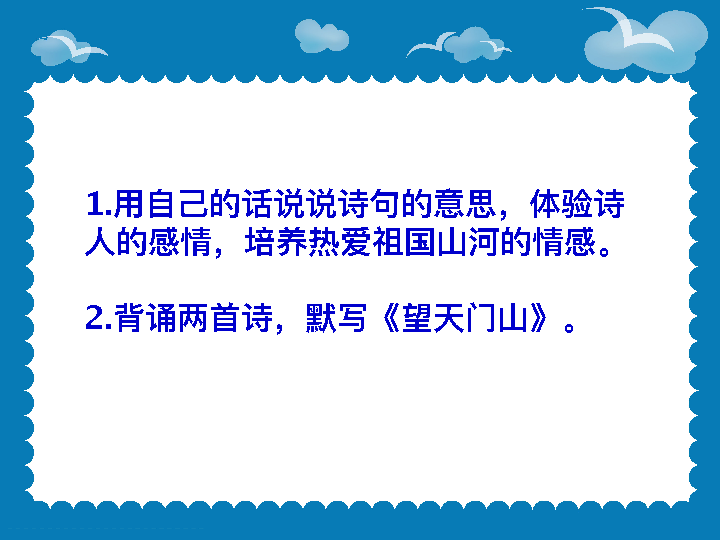 1.用自己的话说说诗句的意思，体验诗
人的感情，培养热爱祖国山河的情感。
2.背诵两首诗，默写《望天门山》。